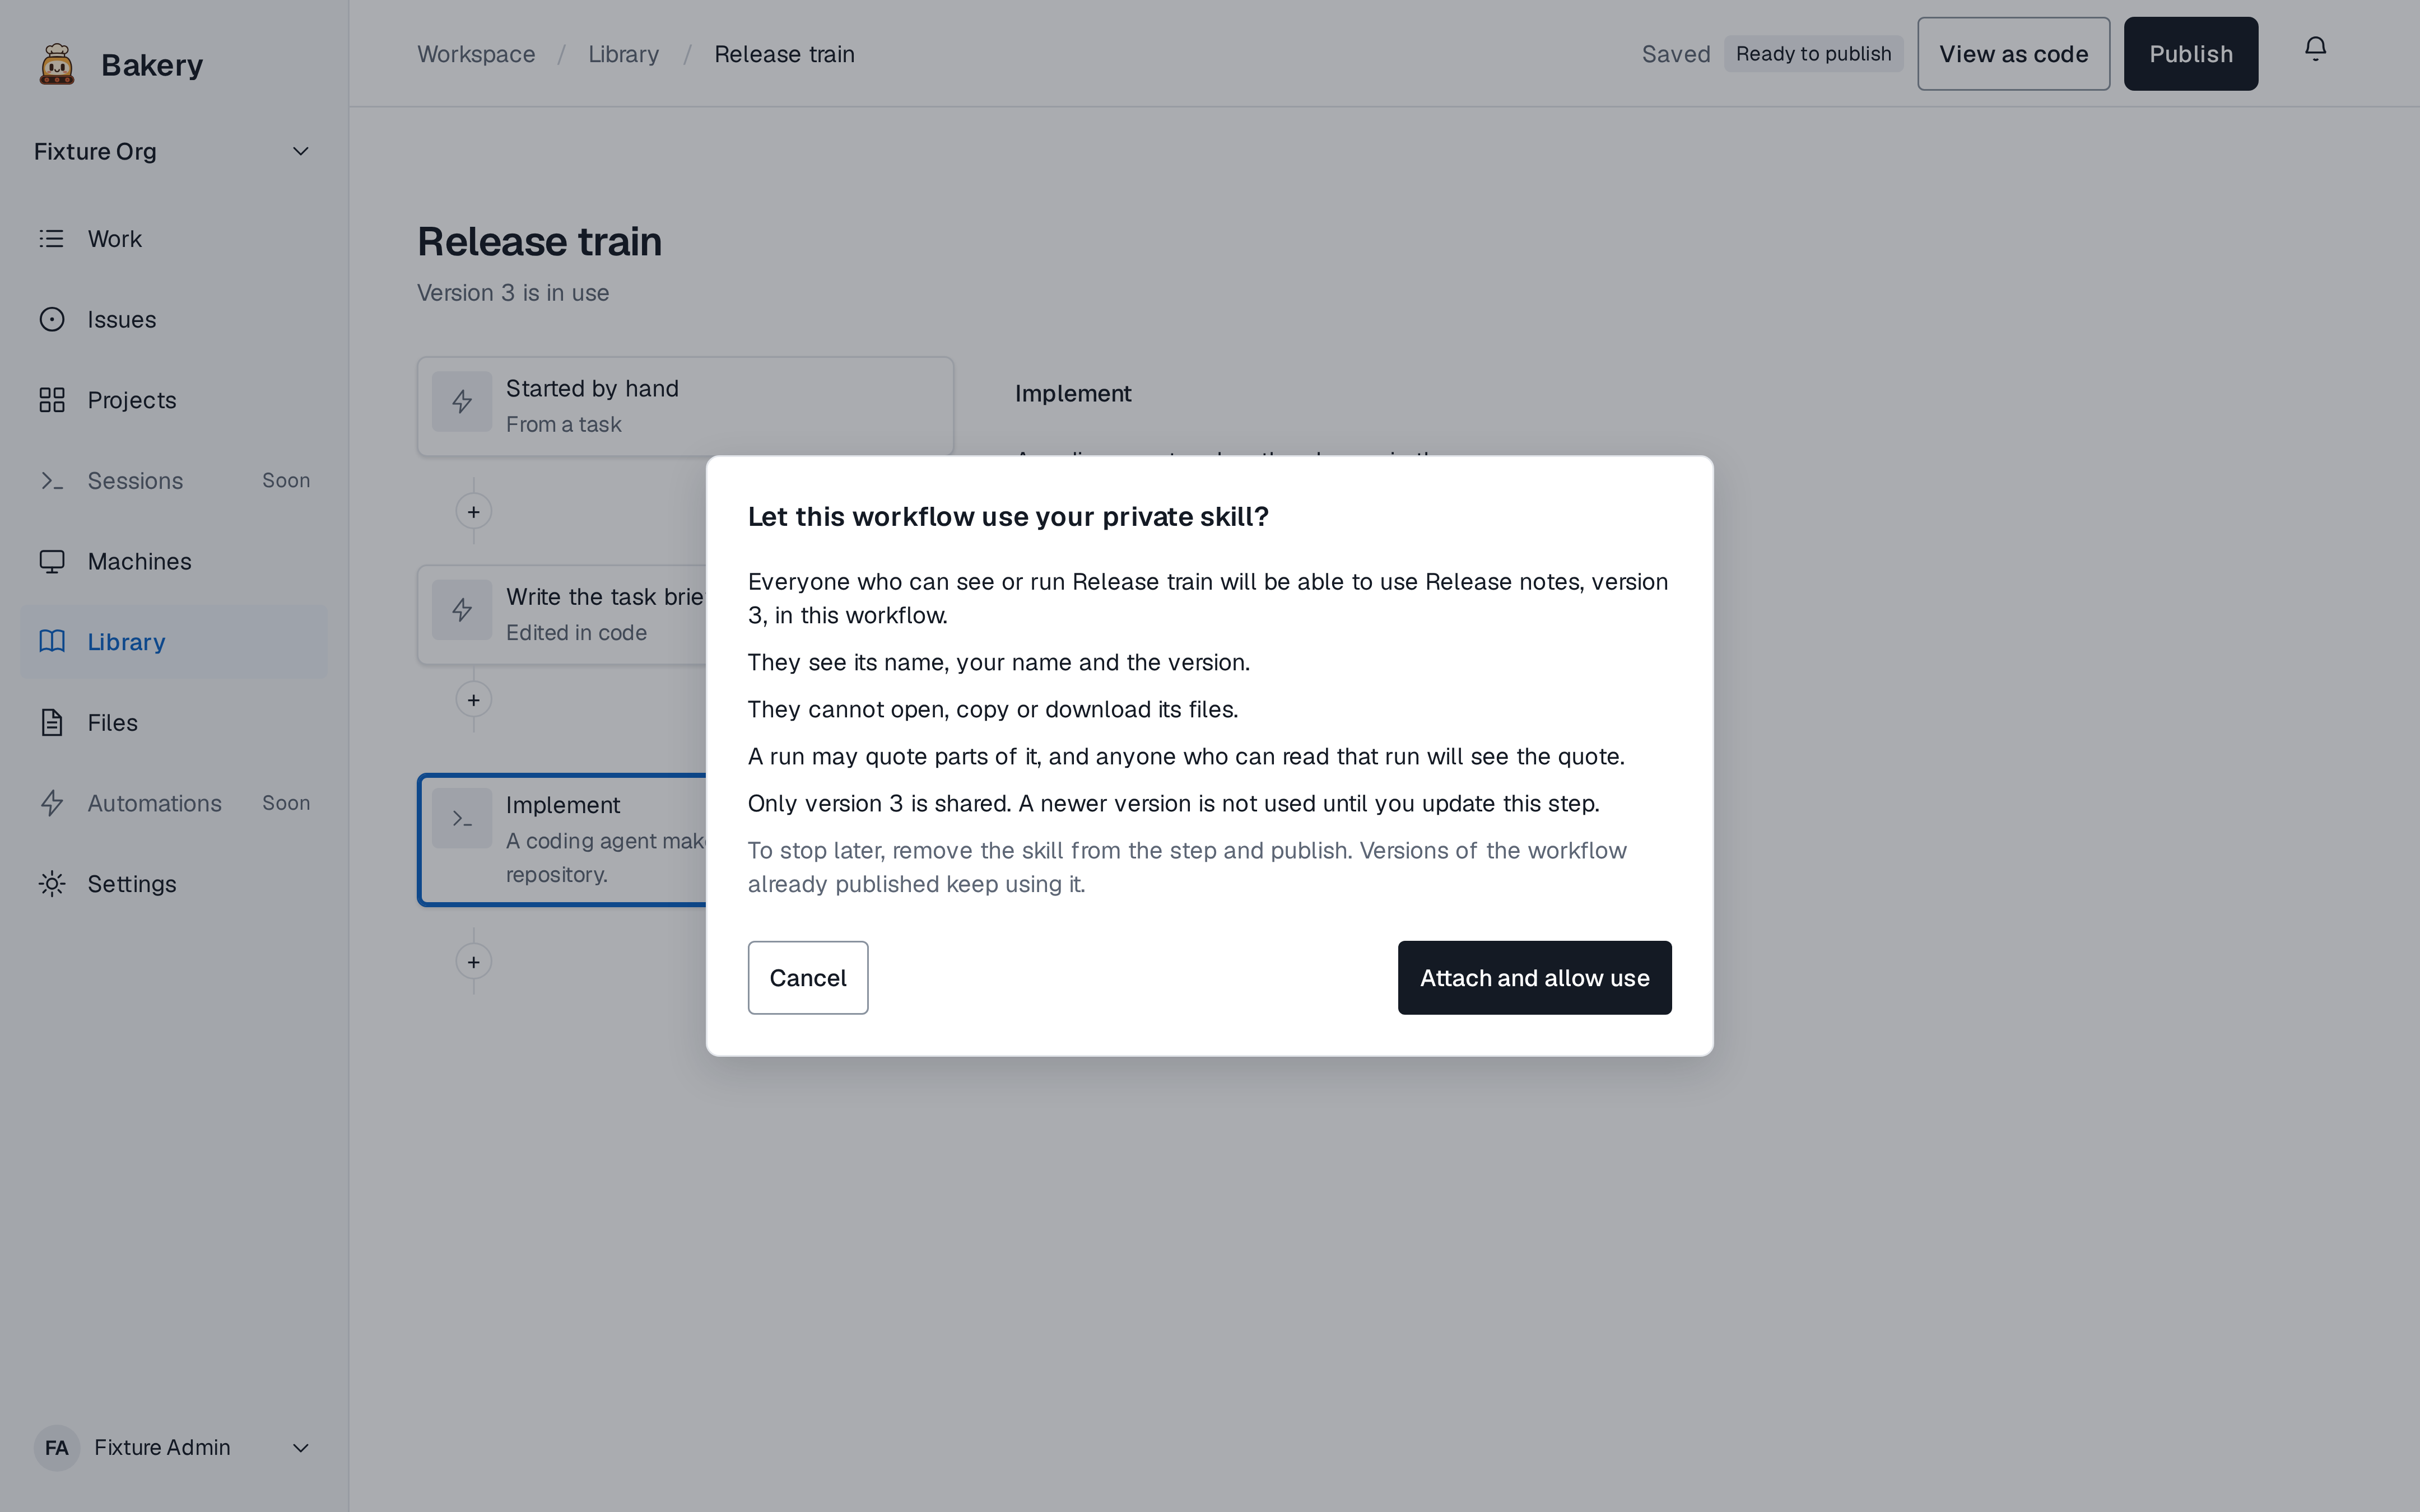 Bakery
Workspace / Library / Release train
Saved
Ready to publish
View as code
Publish
Fixture Org
Work
Issues
Projects
Sessions Soon
Machines
Library
Files
Automations Soon
Settings
Release train
Version 3 is in use
Started by hand
From a task
Implement
+
Write the task brie
Edited in code
+
Implement
A coding agent mak
repository.
+
Let this workflow use your private skill?
Everyone who can see or run Release train will be able to use Release notes, version
3, in this workflow.
They see its name, your name and the version.
They cannot open, copy or download its files.
A run may quote parts of it, and anyone who can read that run will see the quote.
Only version 3 is shared. A newer version is not used until you update this step.
To stop later, remove the skill from the step and publish. Versions of the workflow
already published keep using it.
Cancel
Attach and allow use
FA
Fixture Admin